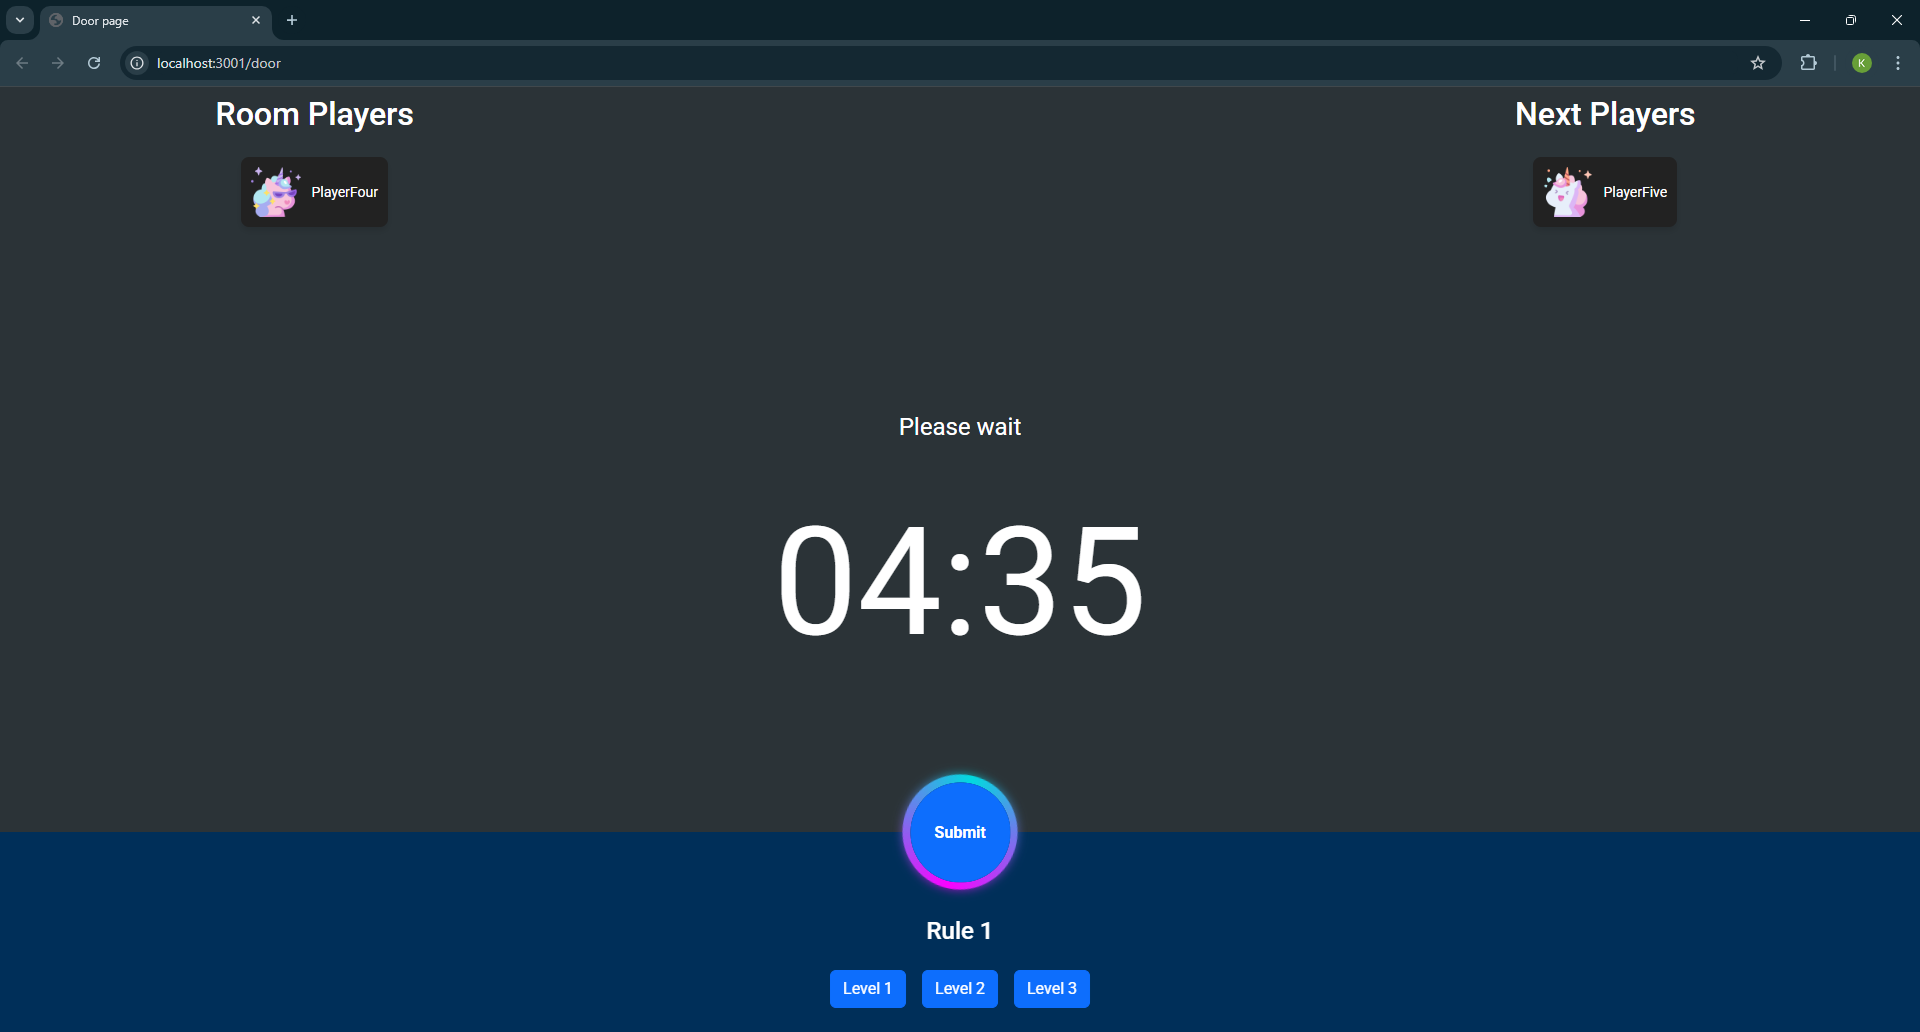 Door page
localhost:3001/door
K
Room Players
Next Players
PlayerFour
PlayerFive
Please wait
04:35
Submit
Rule 1
Level 1
Level 2
Level 3